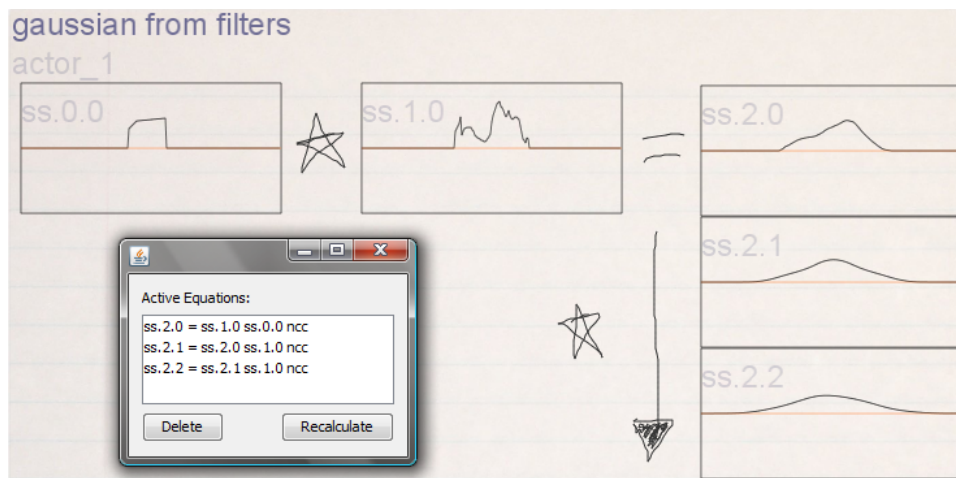 gaussian from filters
actor_1
ss.0.0
ss.1.0
ss.2.0
ss.2.1
ss.2.2
Active Equations:
ss.2.0 = ss.1.0 ss.0.0 ncc
ss.2.1 = ss.2.0 ss.1.0 ncc
ss.2.2 = ss.2.1 ss.1.0 ncc
Delete
Recalculate